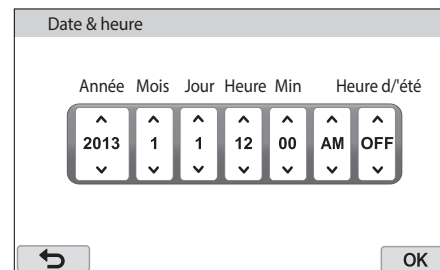 Date & heure
Année Mois Jour Heure Min Heure d/'été
2013 1 1 12 00 AM OFF
OK